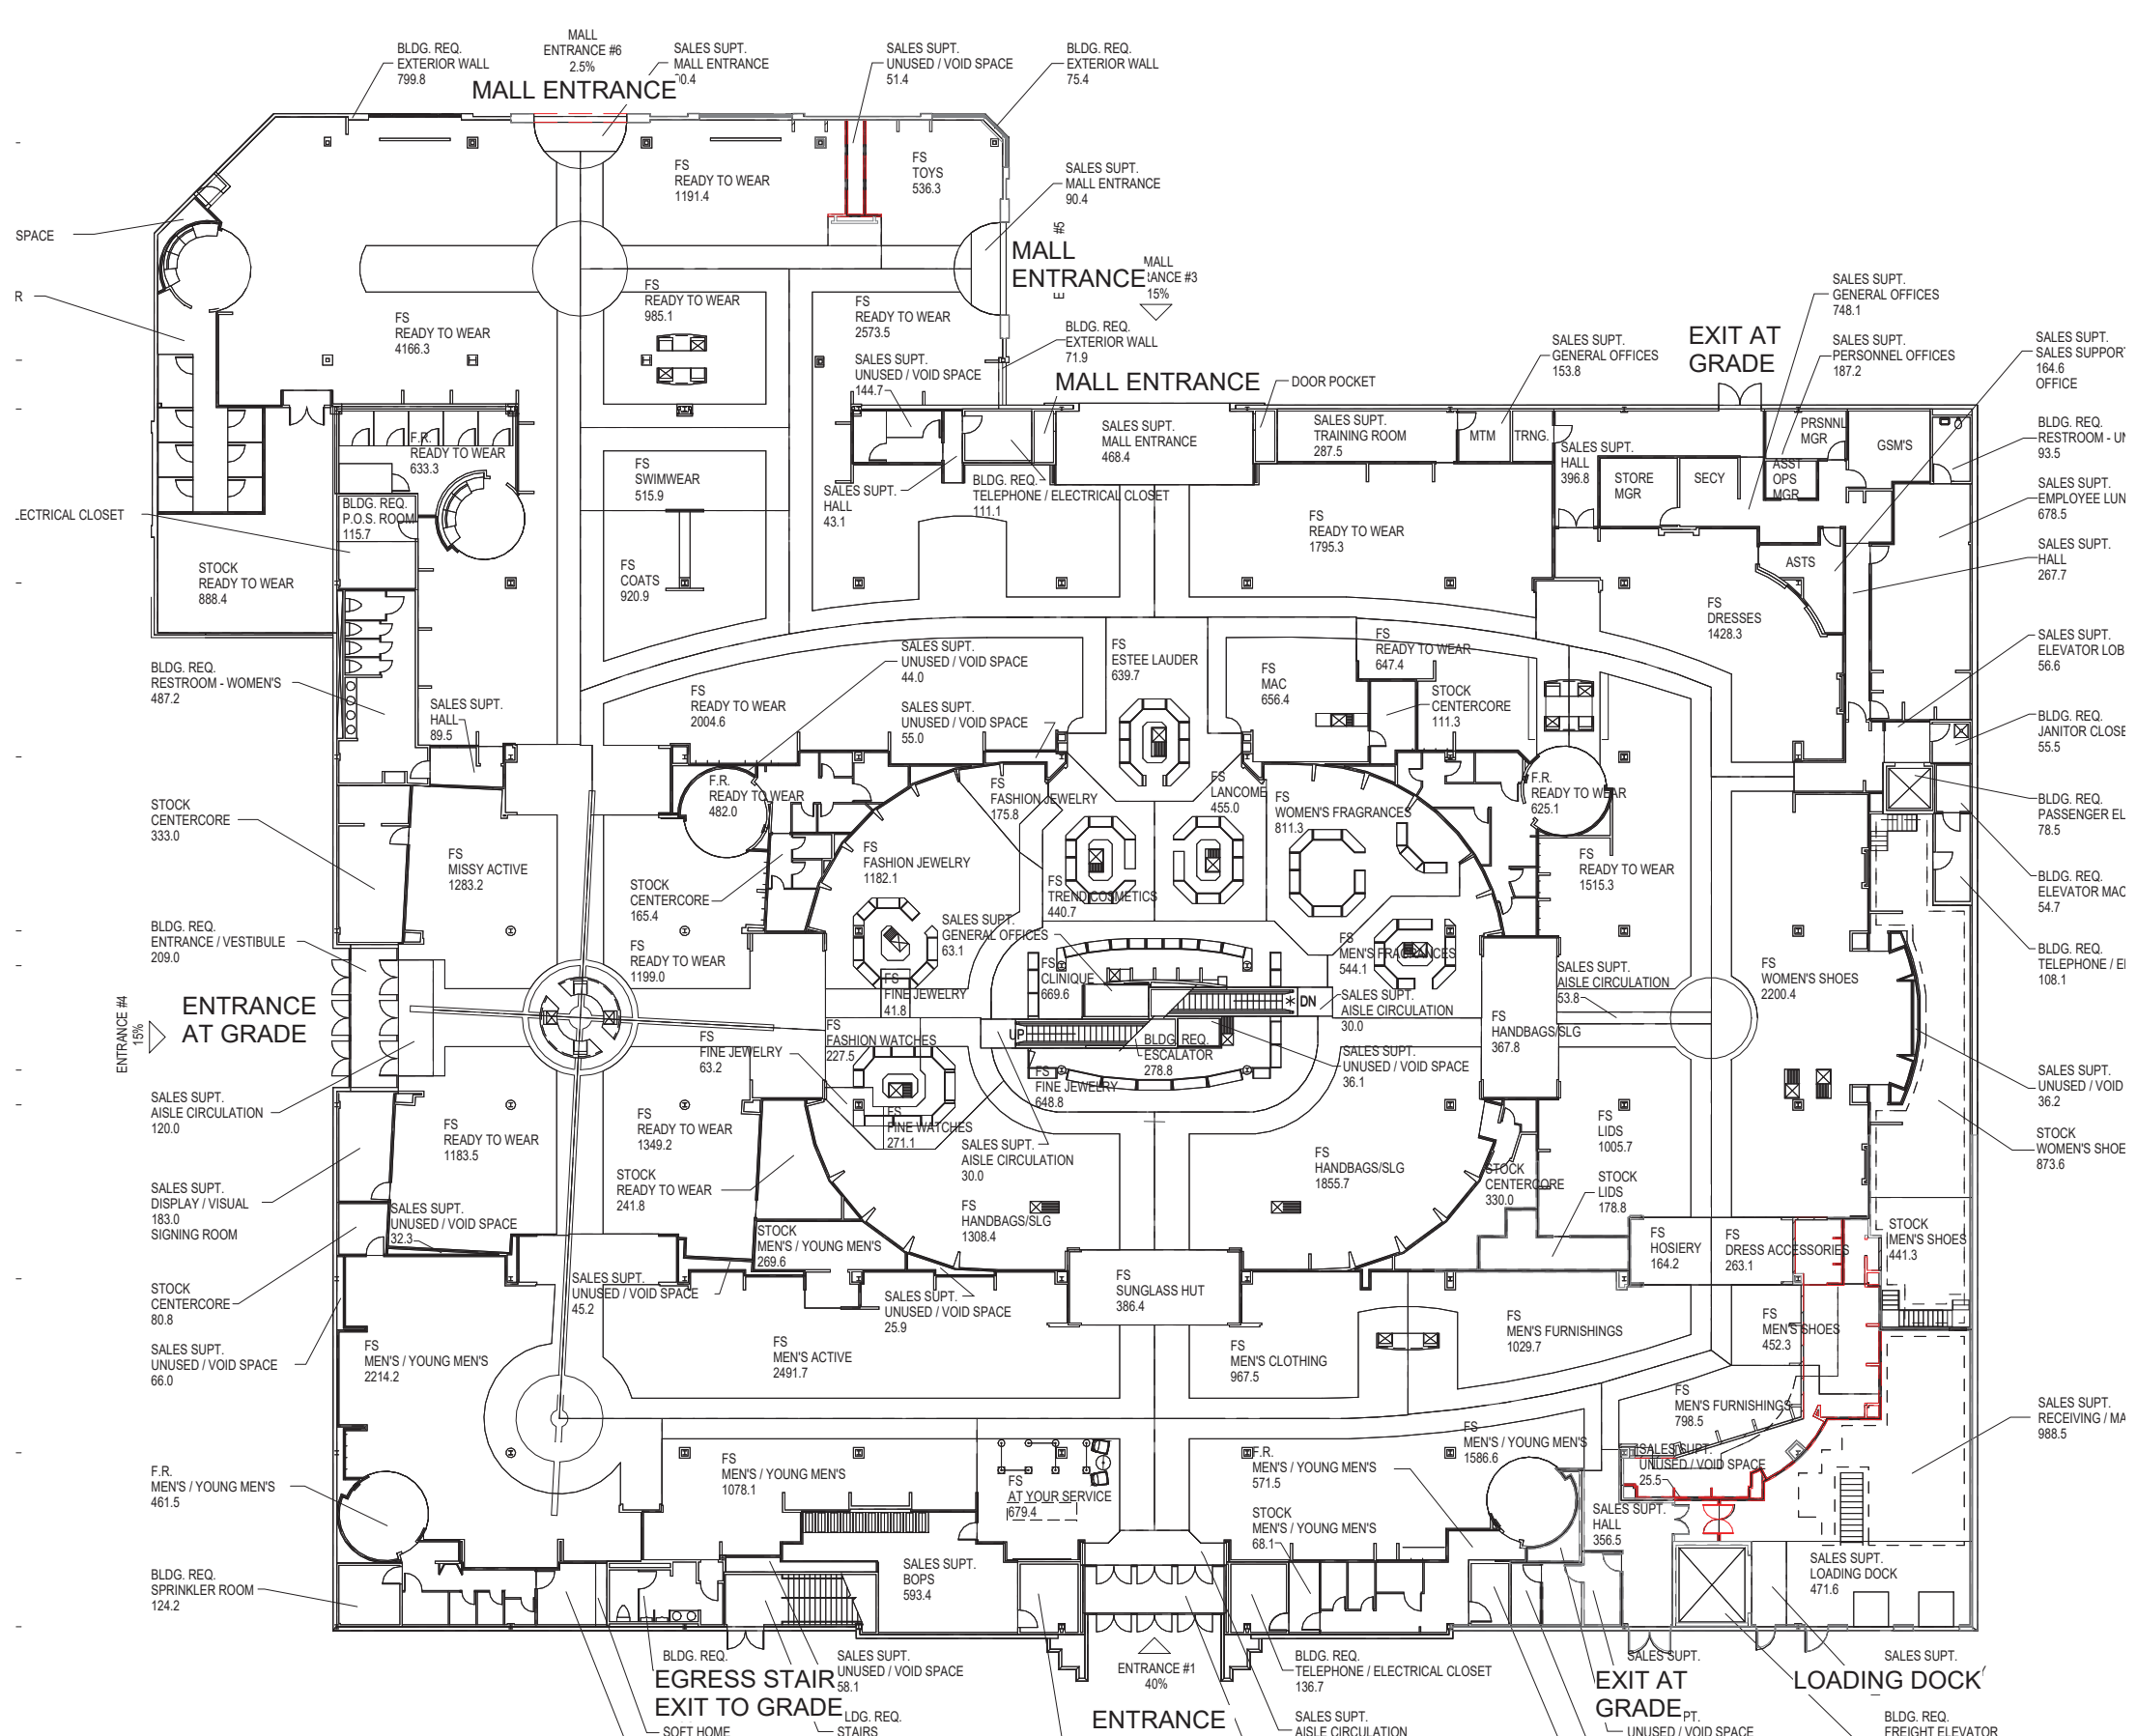 BLDG. REQ.
EXTERIOR WALL
799.8
MALL
ENTRANCE #6
2.5%
MALL ENTRANCE
SALES SUPT.
MALL ENTRANCE
SALES SUPT.
UNUSED / VOID SPACE
51.4
BLDG. REQ.
EXTERIOR WALL
75.4
FS
READY TO WEAR
1191.4
FS
TOYS
536.3
SALES SUPT.
MALL ENTRANCE
90.4
SPACE
R
#5
MALL
ENTRANCE
MALL
ANCE #3
15%
FS
READY TO WEAR
985.1
FS
READY TO WEAR
2573.5
FS
READY TO WEAR
4166.3
BLDG. REQ.
EXTERIOR WALL
71.9
SALES SUPT.
UNUSED / VOID SPACE
144.7
MALL ENTRANCE
DOOR POCKET
SALES SUPT.
GENERAL OFFICES
153.8
EXIT AT
GRADE
SALES SUPT.
GENERAL OFFICES
748.1
SALES SUPT.
PERSONNEL OFFICES
187.2
SALES SUPT.
SALES SUPPOR
164.6
OFFICE
F.R.
READY TO WEAR
633.3
SALES SUPT.
MALL ENTRANCE
468.4
SALES SUPT.
TRAINING ROOM
287.5
MTM
TRNG.
SALES SUPT.
HALL
396.8
PRSNNL
MGR
GSM'S
STORE
MGR
SECY
ASST
OPS
MGR
BLDG. REQ.
RESTROOM - UN
93.5
SALES SUPT.
EMPLOYEE LUN
678.5
SALES SUPT.
HALL
267.7
FS
SWIMWEAR
515.9
SALES SUPT.
HALL
43.1
BLDG. REQ.
TELEPHONE / ELECTRICAL CLOSET
111.1
BLDG. REQ.
P.O.S. ROOM
115.7
ECTRICAL CLOSET
STOCK
READY TO WEAR
888.4
FS
COATS
920.9
FS
READY TO WEAR
1795.3
ASTS
FS
DRESSES
1428.3
BLDG. REQ.
RESTROOM - WOMEN'S
487.2
SALES SUPT.
HALL
89.5
FS
READY TO WEAR
2004.6
SALES SUPT.
UNUSED / VOID SPACE
44.0
SALES SUPT.
UNUSED / VOID SPACE
55.0
FS
ESTEE LAUDER
639.7
FS
MAC
656.4
FS
READY TO WEAR
647.4
STOCK
CENTERCORE
111.3
SALES SUPT.
ELEVATOR LOB
56.6
BLDG. REQ.
JANITOR CLOSE
55.5
F.R.
READY TO WEAR
482.0
FS
FASHION JEWELRY
175.8
FS
LANCOME
455.0
FS
WOMEN'S FRAGRANCES
811.3
F.R.
READY TO WEAR
625.1
BLDG. REQ.
PASSENGER EL
78.5
STOCK
CENTERCORE
333.0
FS
MISSY ACTIVE
1283.2
FS
FASHION JEWELRY
1182.1
STOCK
CENTERCORE
165.4
FS
TREND COSMETICS
440.7
FS
READY TO WEAR
1515.3
BLDG. REQ.
ELEVATOR MAC
54.7
BLDG. REQ.
ENTRANCE / VESTIBULE
209.0
FS
READY TO WEAR
1199.0
SALES SUPT.
GENERAL OFFICES
63.1
FS
MEN'S FRAGRANCES
544.1
BLDG. REQ.
TELEPHONE / EL
108.1
FS
CLINIQUE
669.6
SALES SUPT.
AISLE CIRCULATION
53.8
FS
WOMEN'S SHOES
2200.4
FS
FINE JEWELRY
41.8
DN
SALES SUPT.
AISLE CIRCULATION
30.0
ENTRANCE #4
15%
ENTRANCE
AT GRADE
FS
FASHION WATCHES
227.5
UP
BLDG. REQ.
ESCALATOR
278.8
FS
HANDBAGS/SLG
367.8
FS
FINE JEWELRY
63.2
SALES SUPT.
UNUSED / VOID SPACE
36.1
FS
FINE JEWELRY
648.8
SALES SUPT.
UNUSED / VOID
36.2
SALES SUPT.
AISLE CIRCULATION
120.0
FS
READY TO WEAR
1183.5
FS
READY TO WEAR
1349.2
FS
FINE WATCHES
271.1
SALES SUPT.
AISLE CIRCULATION
30.0
FS
LIDS
1005.7
STOCK
WOMEN'S SHOE
873.6
SALES SUPT.
DISPLAY / VISUAL
183.0
SIGNING ROOM
STOCK
READY TO WEAR
241.8
FS
HANDBAGS/SLG
1855.7
STOCK
CENTERCORE
330.0
STOCK
LIDS
178.8
SALES SUPT.
UNUSED / VOID SPACE
32.3
FS
HANDBAGS/SLG
1308.4
STOCK
MEN'S / YOUNG MEN'S
269.6
FS
HOSIERY
164.2
FS
DRESS ACCESSORIES
263.1
STOCK
MEN'S SHOES
441.3
STOCK
CENTERCORE
80.8
SALES SUPT.
UNUSED / VOID SPACE
45.2
SALES SUPT.
UNUSED / VOID SPACE
25.9
FS
SUNGLASS HUT
386.4
SALES SUPT.
UNUSED / VOID SPACE
66.0
FS
MEN'S / YOUNG MEN'S
2214.2
FS
MEN'S ACTIVE
2491.7
FS
MEN'S CLOTHING
967.5
FS
MEN'S FURNISHINGS
1029.7
FS
MEN'S SHOES
452.3
FS
MEN'S FURNISHINGS
798.5
SALES SUPT.
RECEIVING / MA
988.5
F.R.
MEN'S / YOUNG MEN'S
461.5
FS
MEN'S / YOUNG MEN'S
1078.1
FS
AT YOUR SERVICE
679.4
F.R.
MEN'S / YOUNG MEN'S
571.5
FS
MEN'S / YOUNG MEN'S
1586.6
SALES SUPT.
UNUSED / VOID SPACE
25.5
STOCK
MEN'S / YOUNG MEN'S
68.1
SALES SUPT.
HALL
356.5
BLDG. REQ.
SPRINKLER ROOM
124.2
SALES SUPT.
BOPS
593.4
SALES SUPT.
LOADING DOCK
471.6
BLDG. REQ.
EGRESS STAIR
EXIT TO GRADE
SALES SUPT.
UNUSED / VOID SPACE
58.1
ENTRANCE #1
40%
ENTRANCE
BLDG. REQ.
TELEPHONE / ELECTRICAL CLOSET
136.7
SALES SUPT.
EXIT AT
GRADE
SALES SUPT.
LOADING DOCK
SOFT HOME
LDG. REQ.
STAIRS
SALES SUPT.
AISLE CIRCULATION
PT.
UNUSED / VOID SPACE
BLDG. REQ.
FREIGHT ELEVATOR